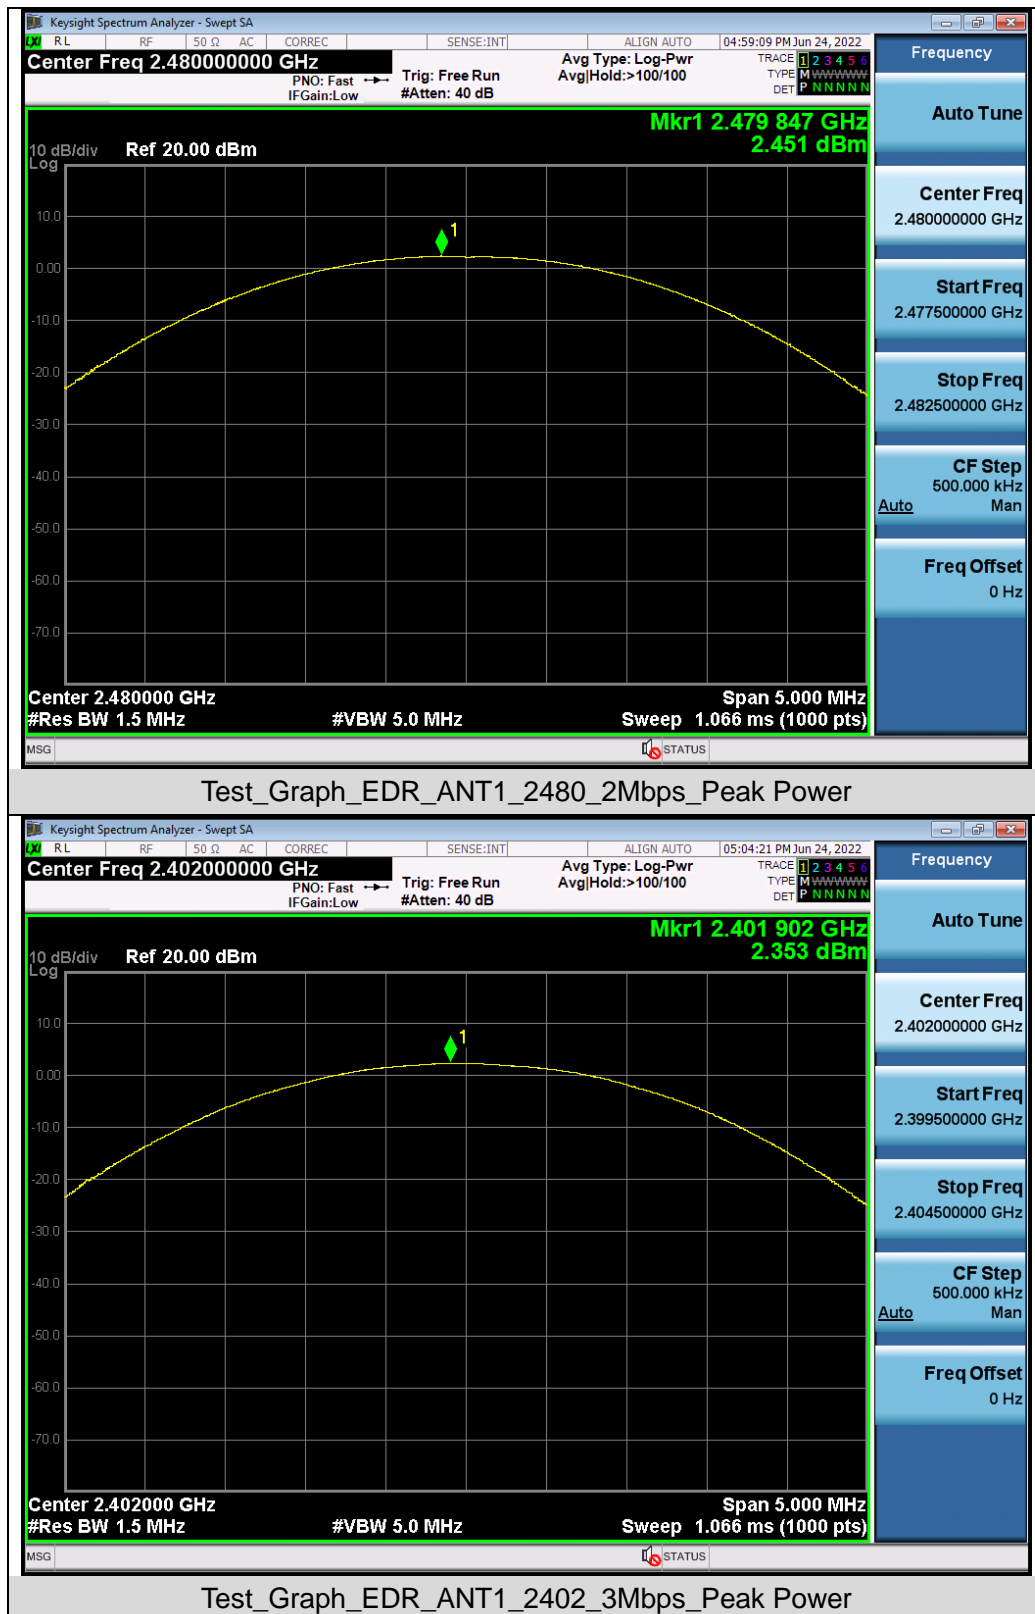 Keysight Spectrum Analyzer - Swept SA
LXI RL RF 50 Ω AC CORREC SENSE:INT ALIGN AUTO 04:59:09 PM Jun 24, 2022
Center Freq 2.480000000 GHz
PNO: Fast
IFGain:Low
Trig: Free Run
#Atten: 40 dB
Avg Type: Log-Pwr
Avg|Hold:>100/100
TRACE 1 2 3 4 5 6
TYPE M WWWWW
DET P N N N N N
Frequency
Auto Tune
Mkr1 2.479 847 GHz
2.451 dBm
10 dB/div Ref 20.00 dBm
Log
10.0
0.00
-10.0
-20.0
-30.0
-40.0
-50.0
-60.0
-70.0
1
Center Freq
2.480000000 GHz
Start Freq
2.477500000 GHz
Stop Freq
2.482500000 GHz
CF Step
500.000 kHz
Auto Man
Freq Offset
0 Hz
Center 2.480000 GHz Span 5.000 MHz
#Res BW 1.5 MHz #VBW 5.0 MHz Sweep 1.066 ms (1000 pts)
MSG STATUS
Test_Graph_EDR_ANT1_2480_2Mbps_Peak Power
Keysight Spectrum Analyzer - Swept SA
LXI RL RF 50 Ω AC CORREC SENSE:INT ALIGN AUTO 05:04:21 PM Jun 24, 2022
Center Freq 2.402000000 GHz
PNO: Fast
IFGain:Low
Trig: Free Run
#Atten: 40 dB
Avg Type: Log-Pwr
Avg|Hold:>100/100
TRACE 1 2 3 4 5 6
TYPE M WWWWW
DET P N N N N N
Frequency
Auto Tune
Mkr1 2.401 902 GHz
2.353 dBm
10 dB/div Ref 20.00 dBm
Log
10.0
0.00
-10.0
-20.0
-30.0
-40.0
-50.0
-60.0
-70.0
1
Center Freq
2.402000000 GHz
Start Freq
2.399500000 GHz
Stop Freq
2.404500000 GHz
CF Step
500.000 kHz
Auto Man
Freq Offset
0 Hz
Center 2.402000 GHz Span 5.000 MHz
#Res BW 1.5 MHz #VBW 5.0 MHz Sweep 1.066 ms (1000 pts)
MSG STATUS
Test_Graph_EDR_ANT1_2402_3Mbps_Peak Power